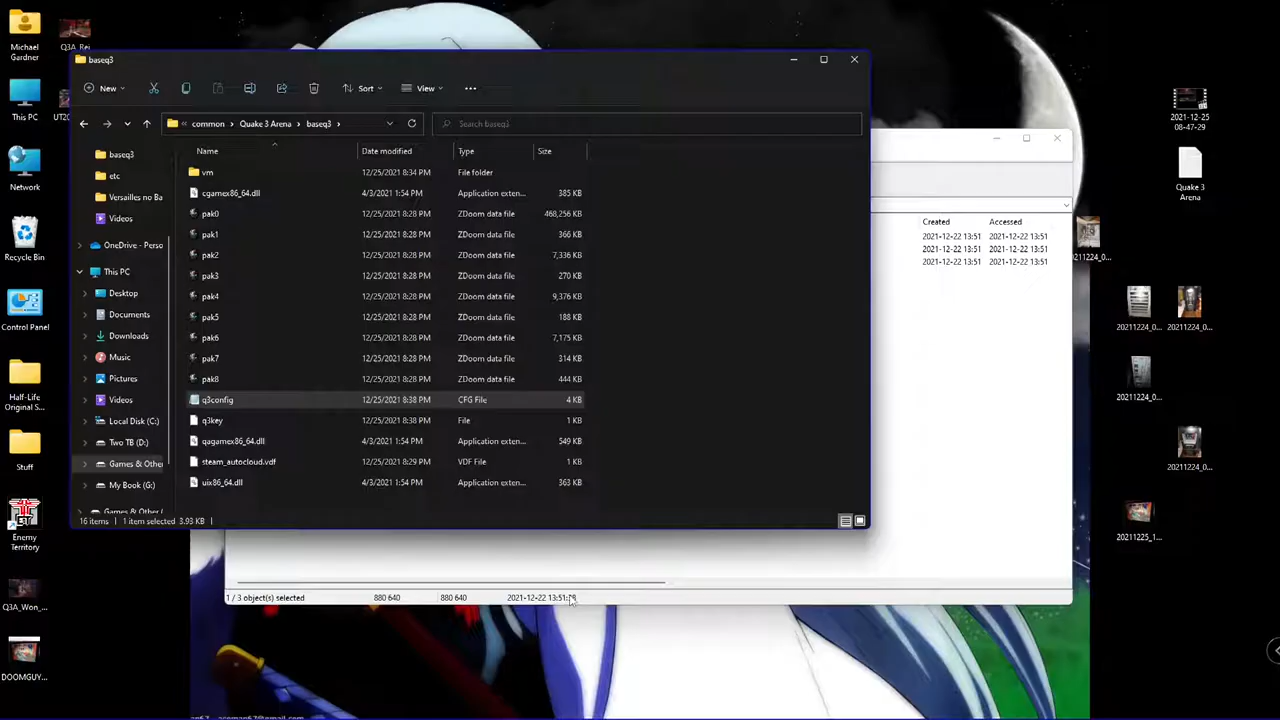 Michael
Gardner
This PC
Network
Recycle Bin
Control Panel
Half-Life
Original S...
Stuff
Enemy
Territory
Q3A_Won_...
DOOMGUY...
Q3A_Rei
UT20
baseq3
New
Sort
View
common > Quake 3 Arena > baseq3 >
Search baseq3
Name Date modified Type Size
baseq3
etc
Versailles no Ba
Videos
OneDrive - Perso
This PC
Desktop
Documents
Downloads
Music
Pictures
Videos
Local Disk (C:)
Two TB (D:)
Games & Other
My Book (G:)
Games & Other
vm 12/25/2021 8:34 PM File folder
cgamex86_64.dll 4/3/2021 1:54 PM Application exten... 385 KB
pak0 12/25/2021 8:28 PM ZDoom data file 468,256 KB
pak1 12/25/2021 8:28 PM ZDoom data file 366 KB
pak2 12/25/2021 8:28 PM ZDoom data file 7,336 KB
pak3 12/25/2021 8:28 PM ZDoom data file 270 KB
pak4 12/25/2021 8:28 PM ZDoom data file 9,376 KB
pak5 12/25/2021 8:28 PM ZDoom data file 188 KB
pak6 12/25/2021 8:28 PM ZDoom data file 7,175 KB
pak7 12/25/2021 8:28 PM ZDoom data file 314 KB
pak8 12/25/2021 8:28 PM ZDoom data file 444 KB
q3config 12/25/2021 8:38 PM CFG File 4 KB
q3key 12/25/2021 8:38 PM File 1 KB
qagamex86_64.dll 4/3/2021 1:54 PM Application exten... 549 KB
steam_autocloud.vdf 12/25/2021 8:29 PM VDF File 1 KB
uix86_64.dll 4/3/2021 1:54 PM Application exten... 363 KB
16 items 1 item selected 3.93 KB
Created Accessed
2021-12-22 13:51 2021-12-22 13:51
2021-12-22 13:51 2021-12-22 13:51
2021-12-22 13:51 2021-12-22 13:51
1 / 3 object(s) selected 880 640 880 640 2021-12-22 13:51:
2021-12-25
08-47-29
Quake 3
Arena
20211224_0...
20211224_0...
20211224_0...
20211224_0...
20211225_1...